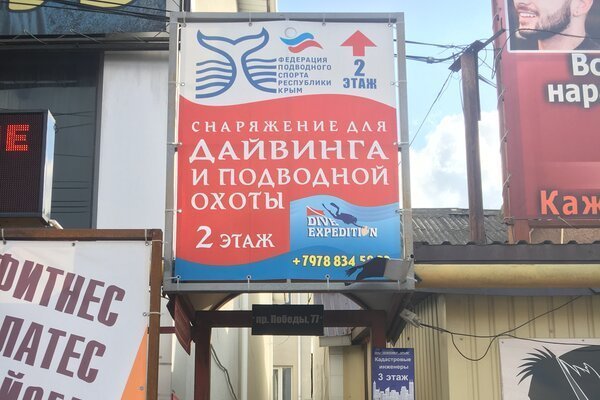 ФЕДЕРАЦИЯ
ПОДВОДНОГО
СПОРТА
РЕСПУБЛИКИ
КРЫМ
2
ЭТАЖ
СНАРЯЖЕНИЕ ДЛЯ
ДАЙВИНГА
И ПОДВОДНОЙ
ОХОТЫ
2 ЭТАЖ
DIVE
EXPEDITION
+7978 834
Е
ФИТНЕС
пр. Победы, 77
Кадастровые
инженеры
3 этаж